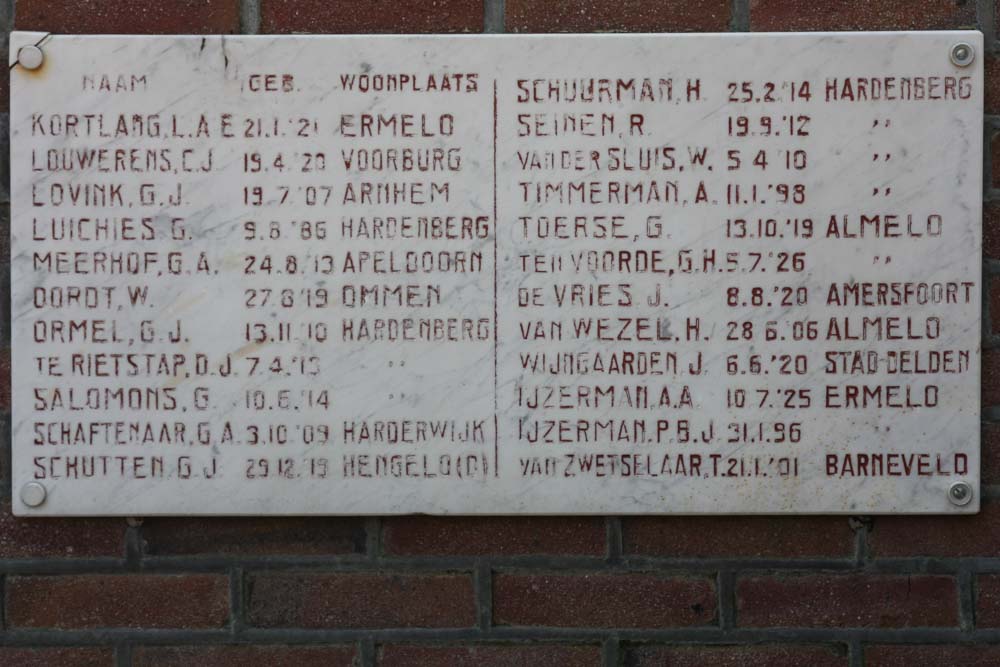 NAAM GEB. WOONPLAATS
KORTLANG, L.A E 21.1.'21 ERMELO
LOUWERENS, C.J. 19.4.'20 VOORBURG
LOVINK, G.J. 19.7.'07 ARNHEM
LUICHIES G. 9.8.'86 HARDENBERG
MEERHOF, G.A. 24.8.'13 APELDOORN
OORDT, W. 27.8'19 OMMEN
ORMEL, G.J. 13.11.'10 HARDENBERG
TE RIETSTAP, D.J. 7.4.'13 ,,
SALOMONS, G. 10.6.'14 ,,
SCHAFTENAAR, G.A. 3.10.'09 HARDERWIJK
SCHUTTEN, G.J. 29.12.'19 HENGELO(O)
SCHUURMAN, H. 25.2.'14 HARDENBERG
SEINEN, R. 19.9.'12 ,,
VAN DER SLUIS, W. 5 4 '10 ,,
TIMMERMAN, A. 11.1.'98 ,,
TOERSE, G. 13.10.'19 ALMELO
TEN VOORDE, G.H. 5.7.'26 ,,
DE VRIES J. 8.8.'20 AMERSFOORT
VAN WEZEL, H. 28 6.'06 ALMELO
WIJNGAARDEN, J 6.6.'20 STAD-DELDEN
IJZERMAN, A.A. 10.7.'25 ERMELO
IJZERMAN, P.B.J. 31.1.96
VAN ZWETSELAAR, T. 21.1.'01 BARNEVELD